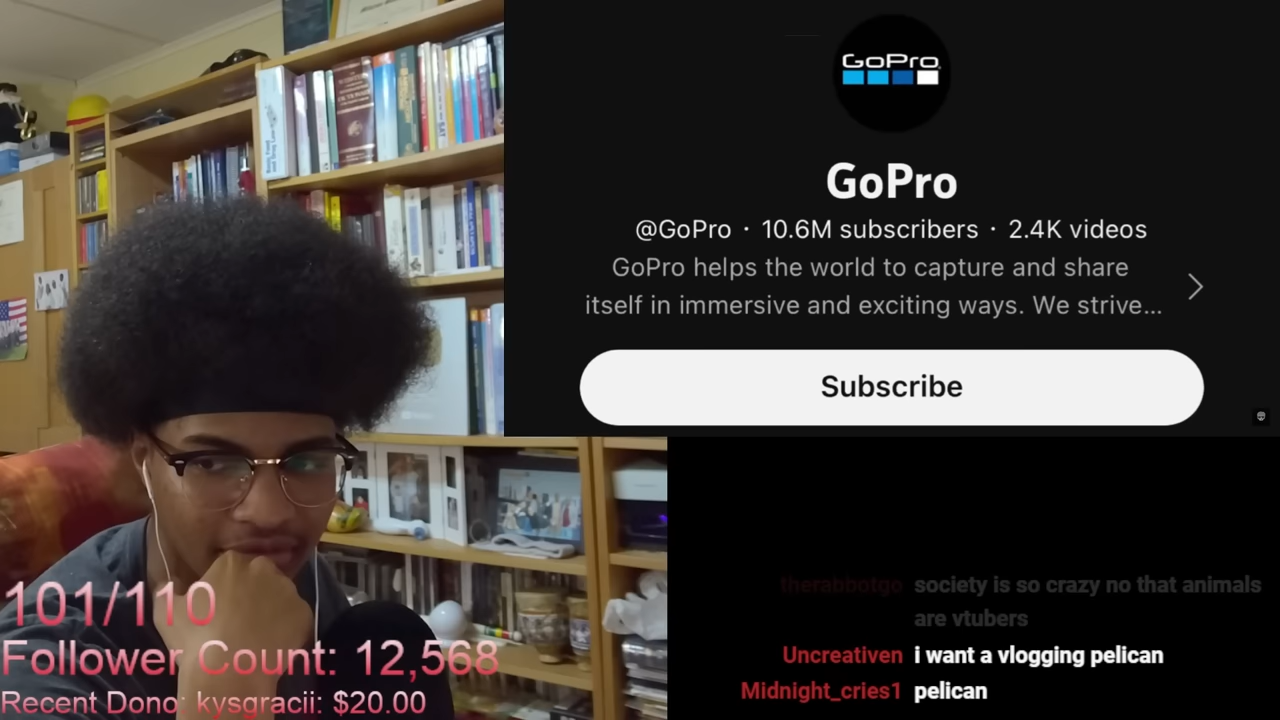 GoPro
GoPro
@GoPro · 10.6M subscribers · 2.4K videos
GoPro helps the world to capture and share
itself in immersive and exciting ways. We strive...
Subscribe
therabbotgo society is so crazy no that animals
are vtubers
Uncreativen i want a vlogging pelican
Midnight_cries1 pelican
101/110
Follower Count: 12,568
Recent Dono: kysgracii: $20.00